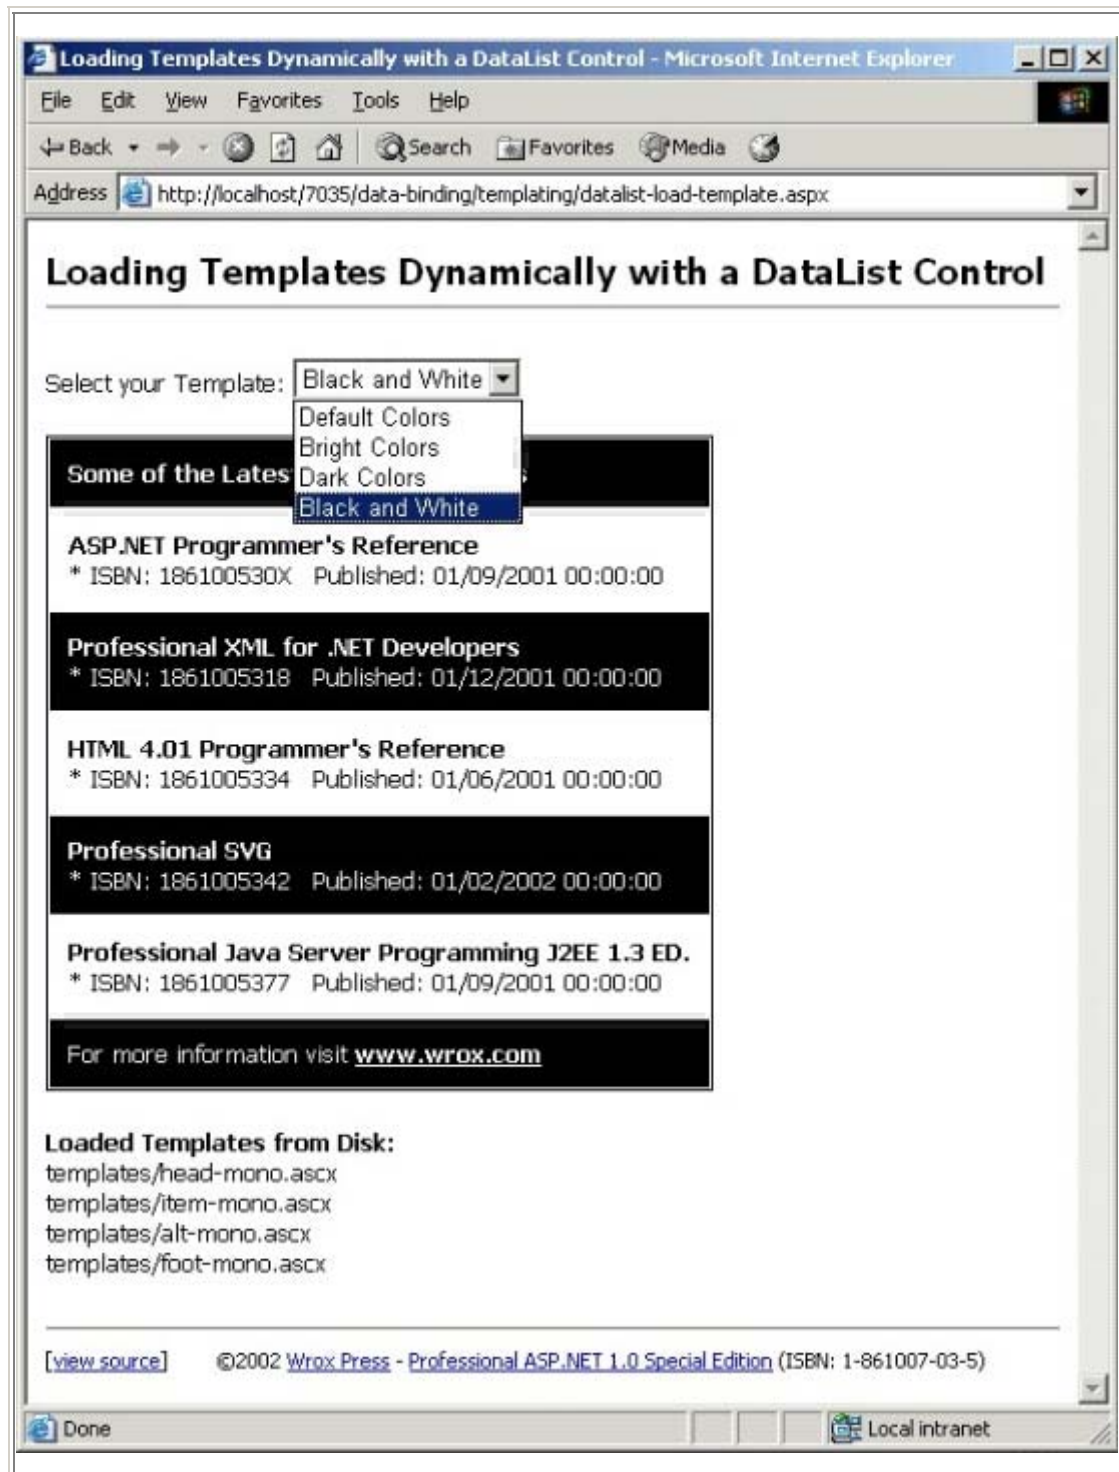 Loading Templates Dynamically with a DataList Control - Microsoft Internet Explorer
File Edit View Favorites Tools Help
Back Search Favorites Media
Address http://localhost/7035/data-binding/templating/datalist-load-template.aspx
Loading Templates Dynamically with a DataList Control
Select your Template: Black and White
Default Colors
Bright Colors
Dark Colors
Black and White
Some of the Lates
ASP.NET Programmer's Reference
* ISBN: 186100530X Published: 01/09/2001 00:00:00
Professional XML for .NET Developers
* ISBN: 1861005318 Published: 01/12/2001 00:00:00
HTML 4.01 Programmer's Reference
* ISBN: 1861005334 Published: 01/06/2001 00:00:00
Professional SVG
* ISBN: 1861005342 Published: 01/02/2002 00:00:00
Professional Java Server Programming J2EE 1.3 ED.
* ISBN: 1861005377 Published: 01/09/2001 00:00:00
For more information visit www.wrox.com
Loaded Templates from Disk:
templates/head-mono.ascx
templates/item-mono.ascx
templates/alt-mono.ascx
templates/foot-mono.ascx
[view source] ©2002 Wrox Press - Professional ASP.NET 1.0 Special Edition (ISBN: 1-861007-03-5)
Done Local intranet